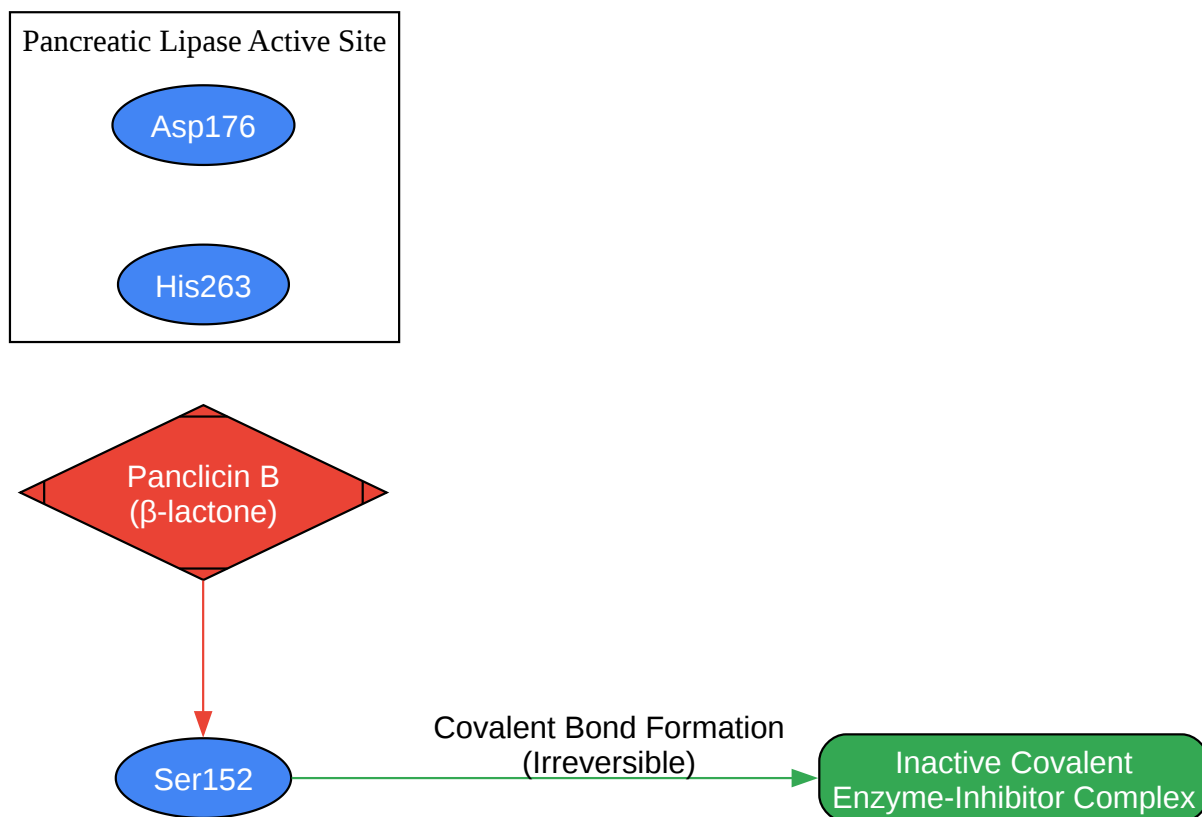 Pancreatic Lipase Active Site
Asp176
His263
Panclicin B
(β-lactone)
Covalent Bond Formation
(Irreversible)
Ser152
Inactive Covalent
Enzyme-Inhibitor Complex